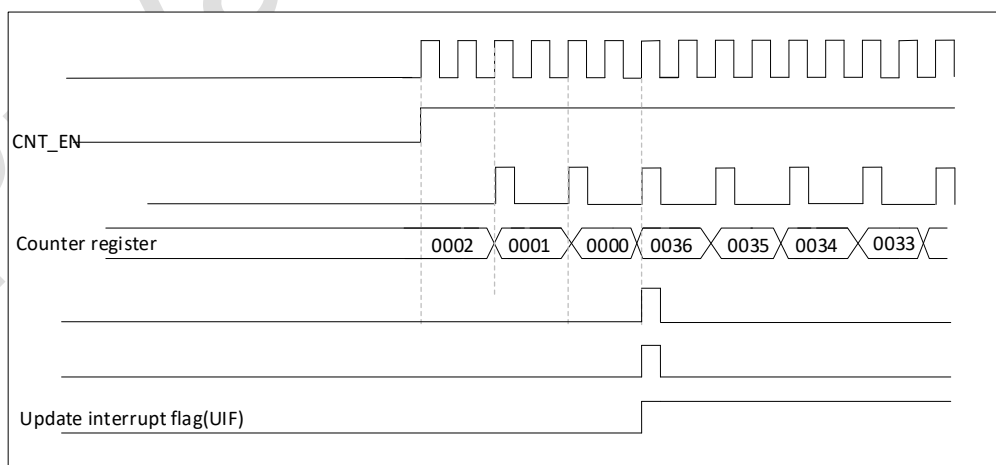 CNT_EN
Counter register
0002 0001 0000 0036 0035 0034 0033
Update interrupt flag(UIF)